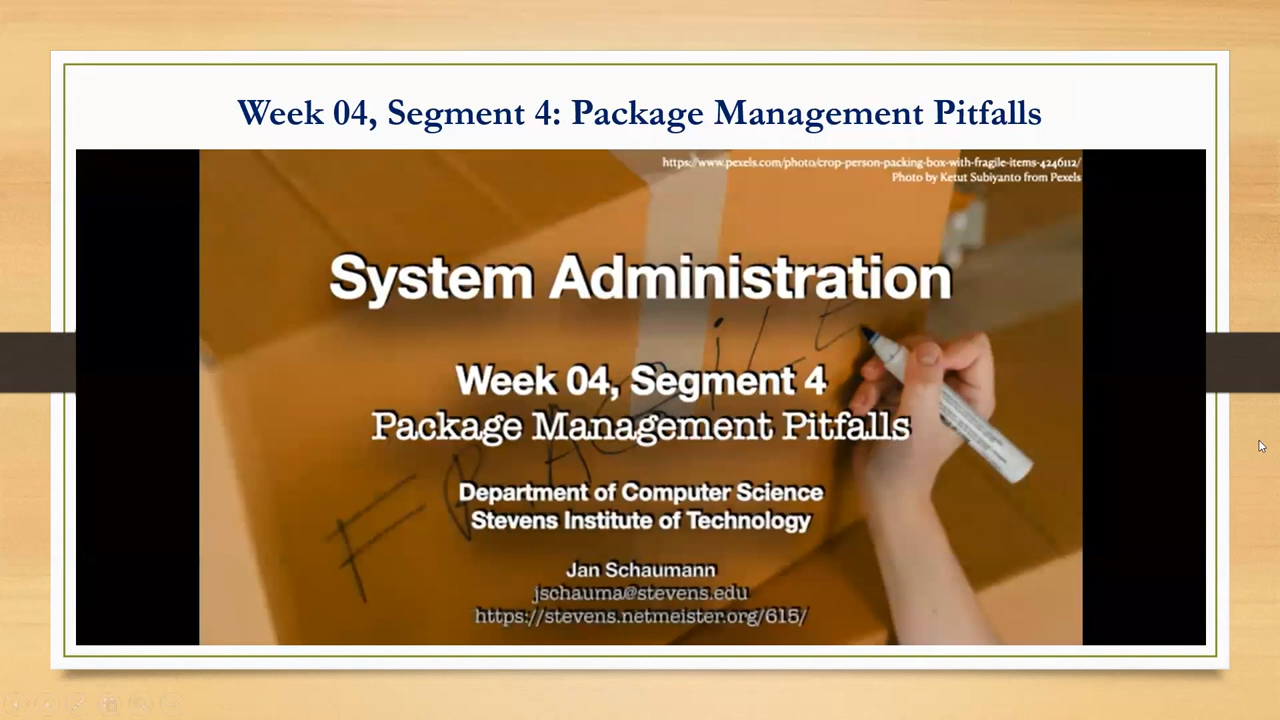 Week 04, Segment 4: Package Management Pitfalls
https://www.pexels.com/photo/crop-person-packing-box-with-fragile-items-4246112/
Photo by Ketut Subiyanto from Pexels
System Administration
FRAGiLE
Week 04, Segment 4
Package Management Pitfalls
Department of Computer Science
Stevens Institute of Technology
Jan Schaumann
jschauma@stevens.edu
https://stevens.netmeister.org/615/